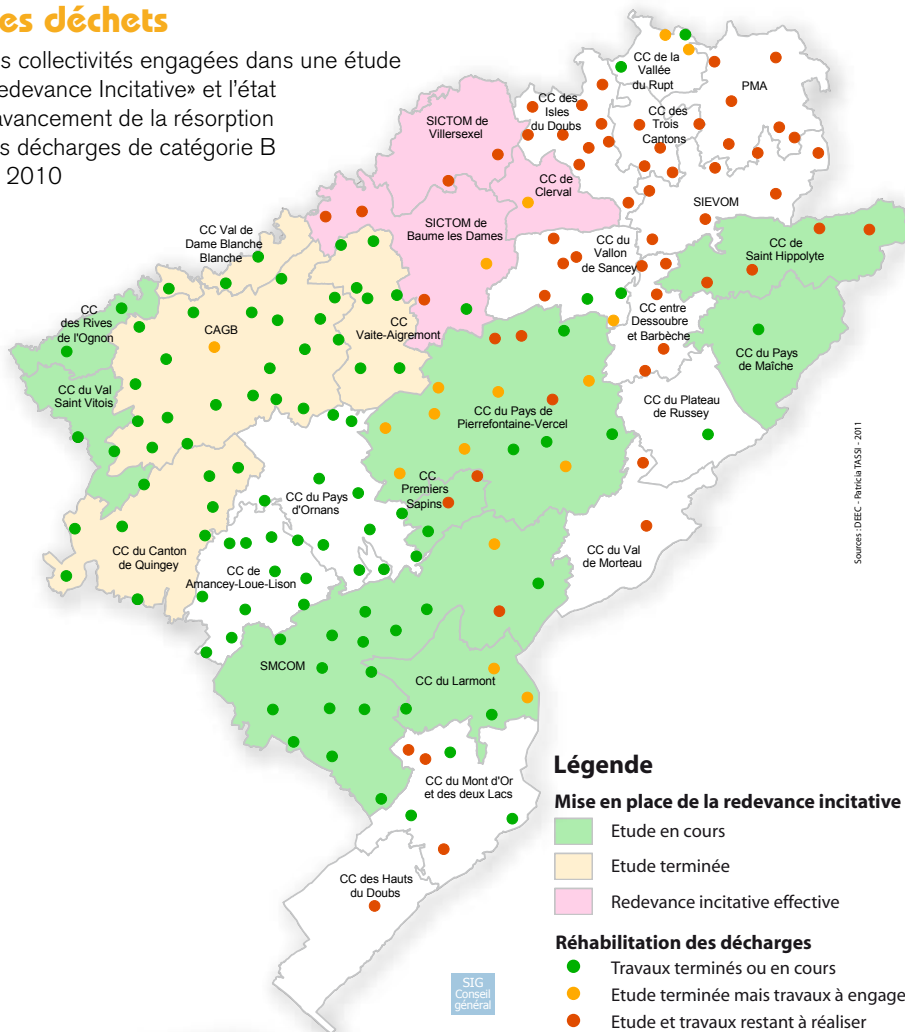 es déchets
s collectivités engagées dans une étude
edevance Incitative» et l'état
avancement de la résorption
s décharges de catégorie B
2010
CC de la
Vallée
du Rupt
PMA
CC des
Isles
du Doubs
CC des
Trois
Cantons
SICTOM de
Villersexel
CC de
Clerval
SIEVOM
SICTOM de
Baume les Dames
CC Val de
Dame Blanche
Blanche
CC du
Vallon
de Sancey
CC de
Saint Hippolyte
CC
des Rives
de l'Ognon
CAGB
CC
Vaite-Aigremont
CC entre
Dessoubre
et Barbèche
CC du Pays
de Maîche
CC du Val
Saint Vitois
CC du Pays de
Pierrefontaine-Vercel
CC du Plateau
de Russey
CC
Premiers
Sapins
CC du Pays
d'Ornans
CC du Canton
de Quingey
CC de
Amancey-Loue-Lison
CC du Val
de Morteau
SMCOM
CC du Larmont
CC du Mont d'Or
et des deux Lacs
CC des Hauts
du Doubs
Sources : DEEC - Patricia TASSI - 2011
Légende
Mise en place de la redevance incitative
Etude en cours
Etude terminée
Redevance incitative effective
Réhabilitation des décharges
Travaux terminés ou en cours
Etude terminée mais travaux à engage
Etude et travaux restant à réaliser
SIG
Conseil
général